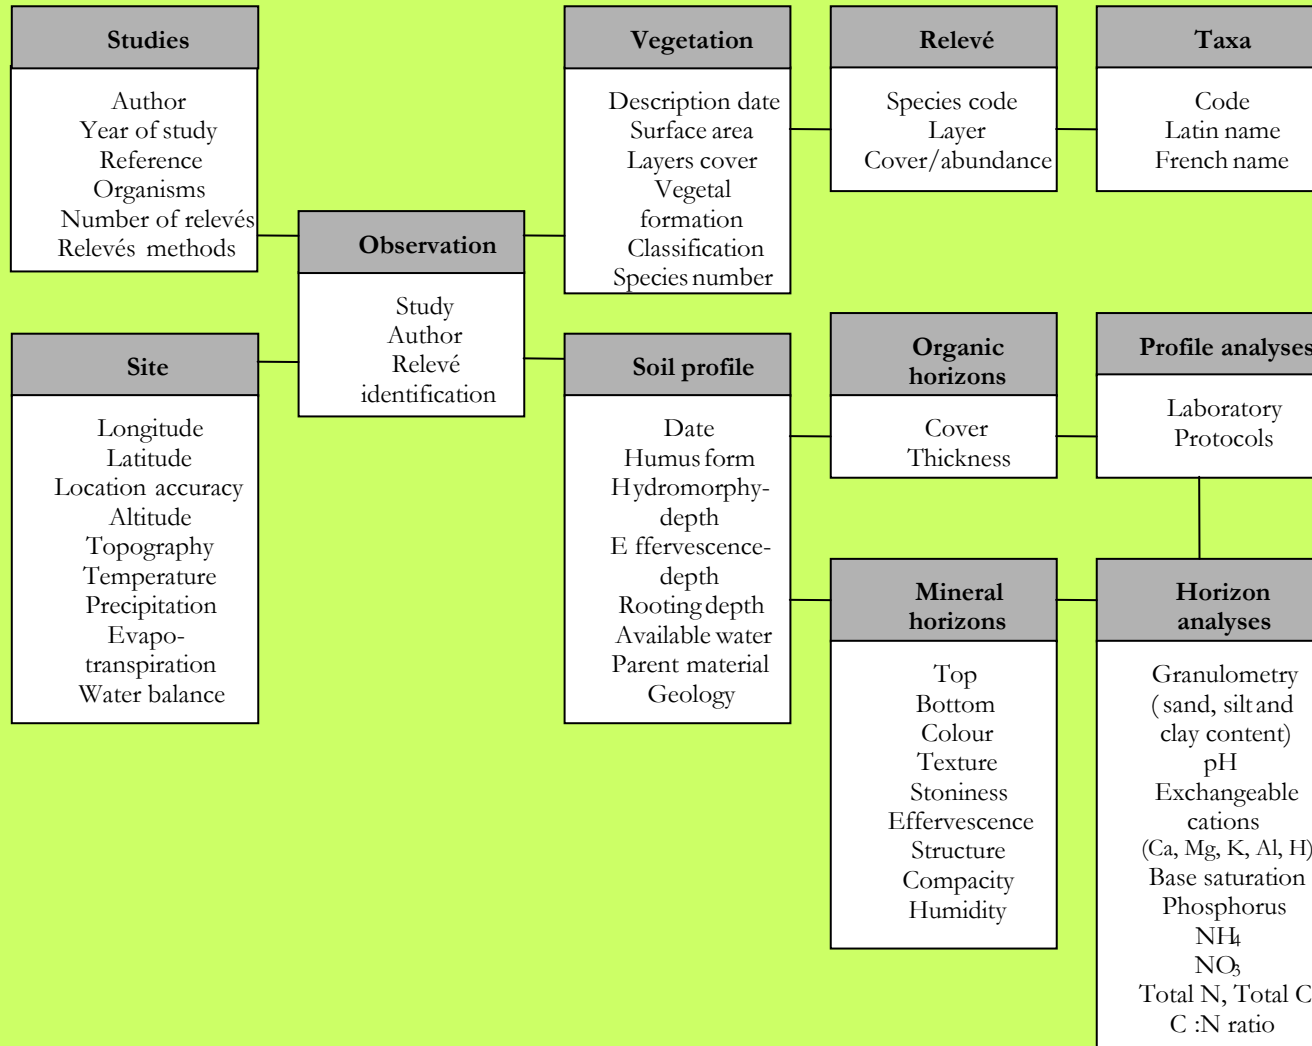 Studies
Author
Year of study
Reference
Organisms
Number of relevés
Relevés methods
Site
Longitude
Latitude
Location accuracy
Altitude
Topography
Temperature
Precipitation
Evapo-
transpiration
Water balance
Observation
Study
Author
Relevé
identification
Vegetation
Description date
Surface area
Layers cover
Vegetal
formation
Classification
Species number
Soil profile
Date
Humus form
Hydromorphy-
depth
E ffervescence-
depth
Rooting depth
Available water
Parent material
Geology
Relevé
Species code
Layer
Cover/abundance
Organic
horizons
Cover
Thickness
Mineral
horizons
Top
Bottom
Colour
Texture
Stoniness
Effervescence
Structure
Compacity
Humidity
Taxa
Code
Latin name
French name
Profile analyses
Laboratory
Protocols
Horizon
analyses
Granulometry
( sand, silt and
clay content)
pH
Exchangeable
cations
(Ca, Mg, K, Al, H)
Base saturation
Phosphorus
NH4
NO3
Total N, Total C
C :N ratio